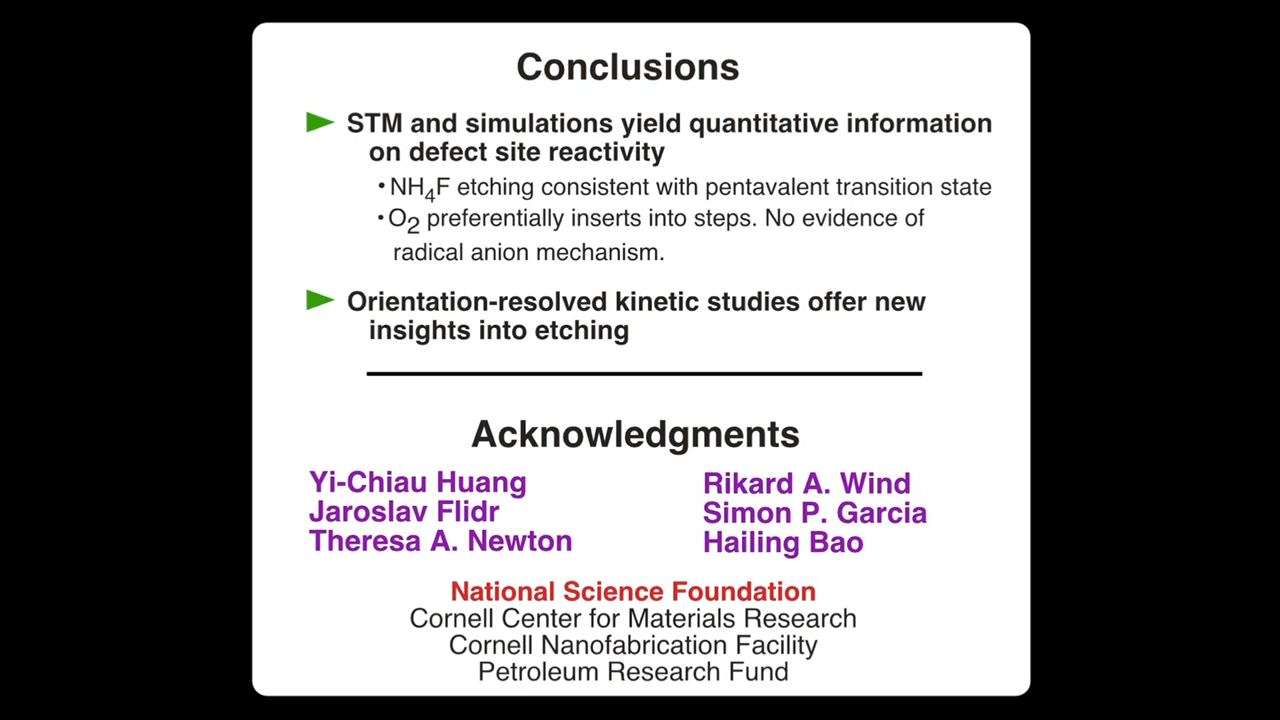 Conclusions
STM and simulations yield quantitative information
on defect site reactivity
• NH₄F etching consistent with pentavalent transition state
• O₂ preferentially inserts into steps. No evidence of
radical anion mechanism.
Orientation-resolved kinetic studies offer new
insights into etching
Acknowledgments
Yi-Chiau Huang
Jaroslav Flidr
Theresa A. Newton
Rikard A. Wind
Simon P. Garcia
Hailing Bao
National Science Foundation
Cornell Center for Materials Research
Cornell Nanofabrication Facility
Petroleum Research Fund